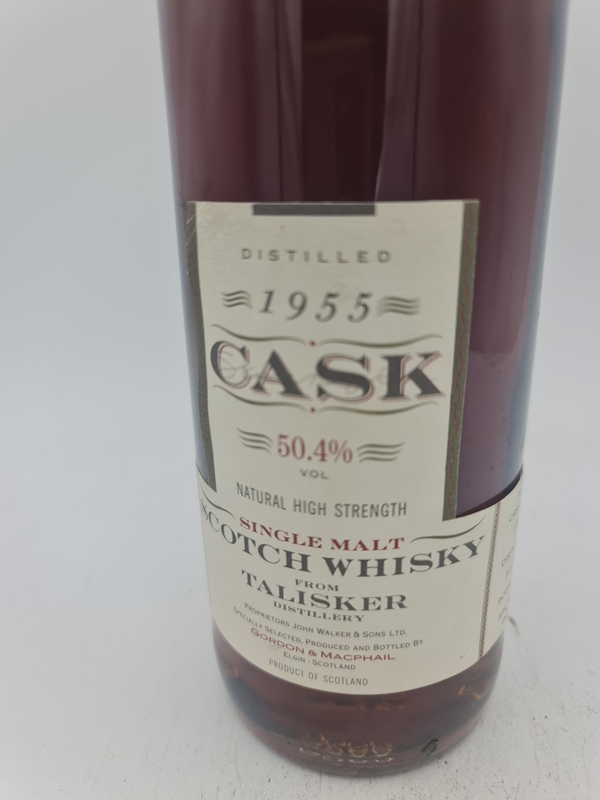 DISTILLED
1955
CASK
50.4%
VOL
NATURAL HIGH STRENGTH
SINGLE MALT
SCOTCH WHISKY
FROM
TALISKER
DISTILLERY
PROPRIETORS JOHN WALKER & SONS LTD.
SPECIALLY SELECTED, PRODUCED AND BOTTLED BY
GORDON & MACPHAIL
ELGIN · SCOTLAND
PRODUCT OF SCOTLAND